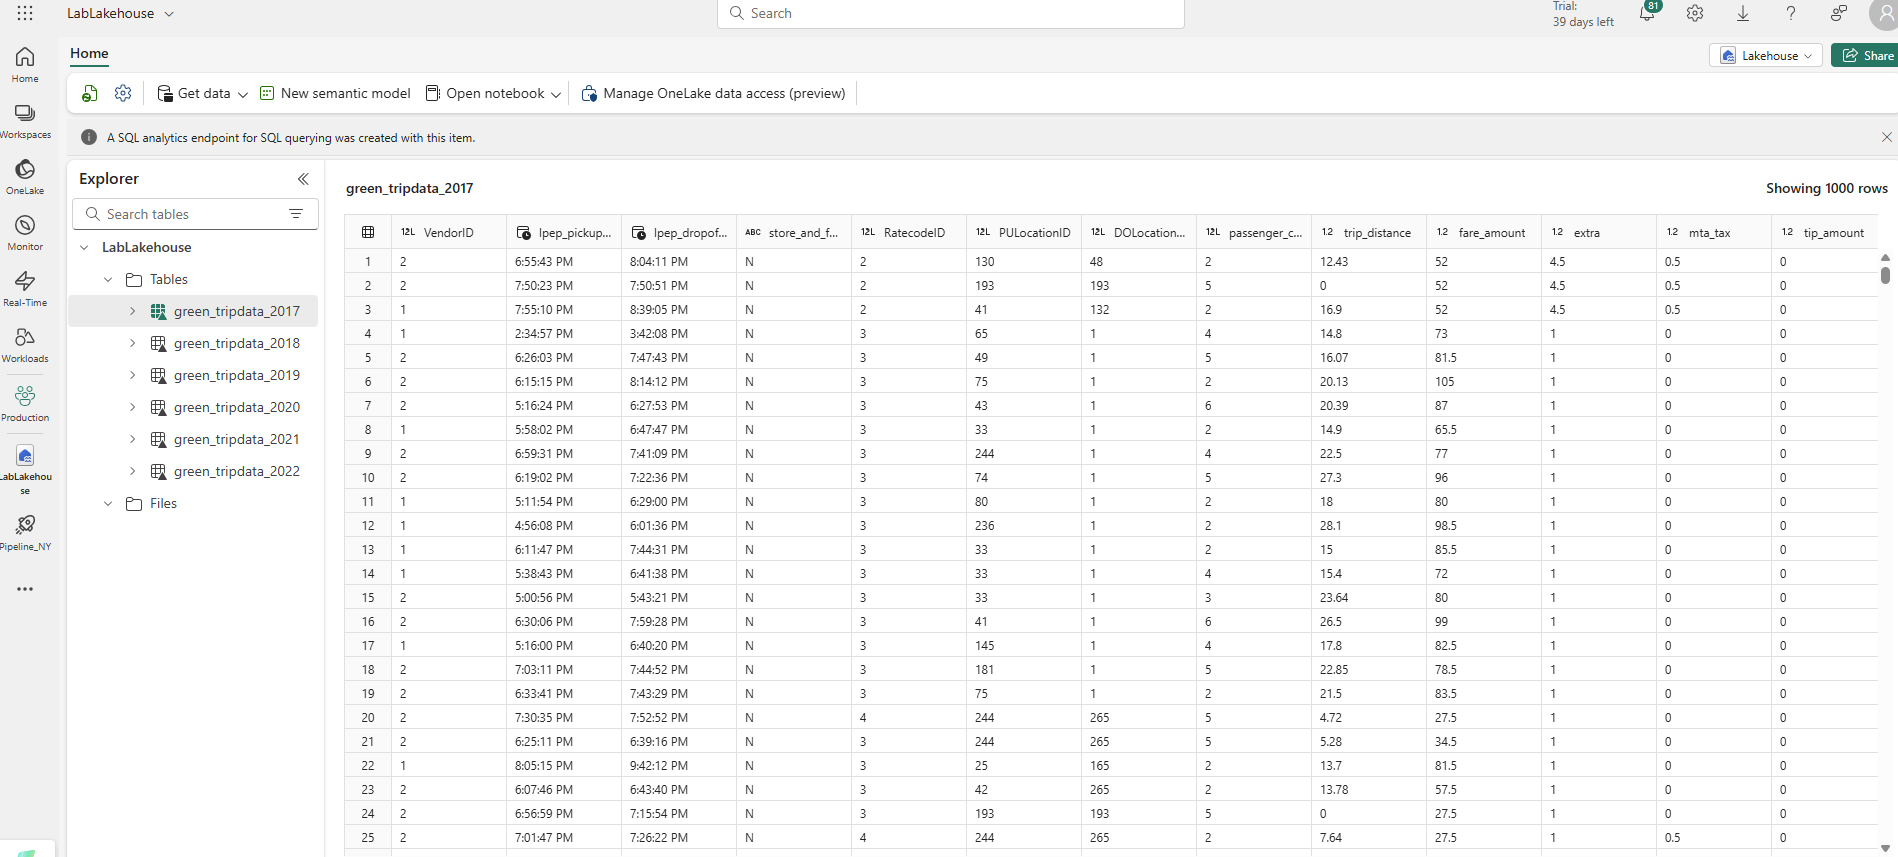 LabLakehouse
Search
Trial:
39 days left
81
Home
Home
Lakehouse
Share
Get data
New semantic model
Open notebook
Manage OneLake data access (preview)
Workspaces
A SQL analytics endpoint for SQL querying was created with this item.
OneLake
Monitor
Real-Time
Workloads
Production
LabLakehou
se
Pipeline_NY
Explorer
Search tables
LabLakehouse
Tables
green_tripdata_2017
green_tripdata_2018
green_tripdata_2019
green_tripdata_2020
green_tripdata_2021
green_tripdata_2022
Files
green_tripdata_2017
Showing 1000 rows
12L VendorID lpep_pickup... lpep_dropof... ABC store_and_f... 12L RatecodeID 12L PULocationID 12L DOLocation... 12L passenger_c... 1.2 trip_distance 1.2 fare_amount 1.2 extra 1.2 mta_tax 1.2 tip_amount
1 2 6:55:43 PM 8:04:11 PM N 2 130 48 2 12.43 52 4.5 0.5 0
2 2 7:50:23 PM 7:50:51 PM N 2 193 193 5 0 52 4.5 0.5 0
3 1 7:55:10 PM 8:39:05 PM N 2 41 132 2 16.9 52 4.5 0.5 0
4 1 2:34:57 PM 3:42:08 PM N 3 65 1 4 14.8 73 1 0 0
5 2 6:26:03 PM 7:47:43 PM N 3 49 1 5 16.07 81.5 1 0 0
6 2 6:15:15 PM 8:14:12 PM N 3 75 1 2 20.13 105 1 0 0
7 2 5:16:24 PM 6:27:53 PM N 3 43 1 6 20.39 87 1 0 0
8 1 5:58:02 PM 6:47:47 PM N 3 33 1 2 14.9 65.5 1 0 0
9 2 6:59:31 PM 7:41:09 PM N 3 244 1 4 22.5 77 1 0 0
10 2 6:19:02 PM 7:22:36 PM N 3 74 1 5 27.3 96 1 0 0
11 1 5:11:54 PM 6:29:00 PM N 3 80 1 2 18 80 1 0 0
12 1 4:56:08 PM 6:01:36 PM N 3 236 1 2 28.1 98.5 1 0 0
13 1 6:11:47 PM 7:44:31 PM N 3 33 1 2 15 85.5 1 0 0
14 1 5:38:43 PM 6:41:38 PM N 3 33 1 4 15.4 72 1 0 0
15 2 5:00:56 PM 5:43:21 PM N 3 33 1 3 23.64 80 1 0 0
16 2 6:30:06 PM 7:59:28 PM N 3 41 1 6 26.5 99 1 0 0
17 1 5:16:00 PM 6:40:20 PM N 3 145 1 4 17.8 82.5 1 0 0
18 2 7:03:11 PM 7:44:52 PM N 3 181 1 5 22.85 78.5 1 0 0
19 2 6:33:41 PM 7:43:29 PM N 3 75 1 2 21.5 83.5 1 0 0
20 2 7:30:35 PM 7:52:52 PM N 4 244 265 5 4.72 27.5 1 0 0
21 2 6:25:11 PM 6:39:16 PM N 3 244 265 5 5.28 34.5 1 0 0
22 1 8:05:15 PM 9:42:12 PM N 3 25 165 2 13.7 81.5 1 0 0
23 2 6:07:46 PM 6:43:40 PM N 3 42 265 2 13.78 57.5 1 0 0
24 2 6:56:59 PM 7:15:54 PM N 3 193 193 5 0 27.5 1 0 0
25 2 7:01:47 PM 7:26:22 PM N 4 244 265 2 7.64 27.5 1 0.5 0